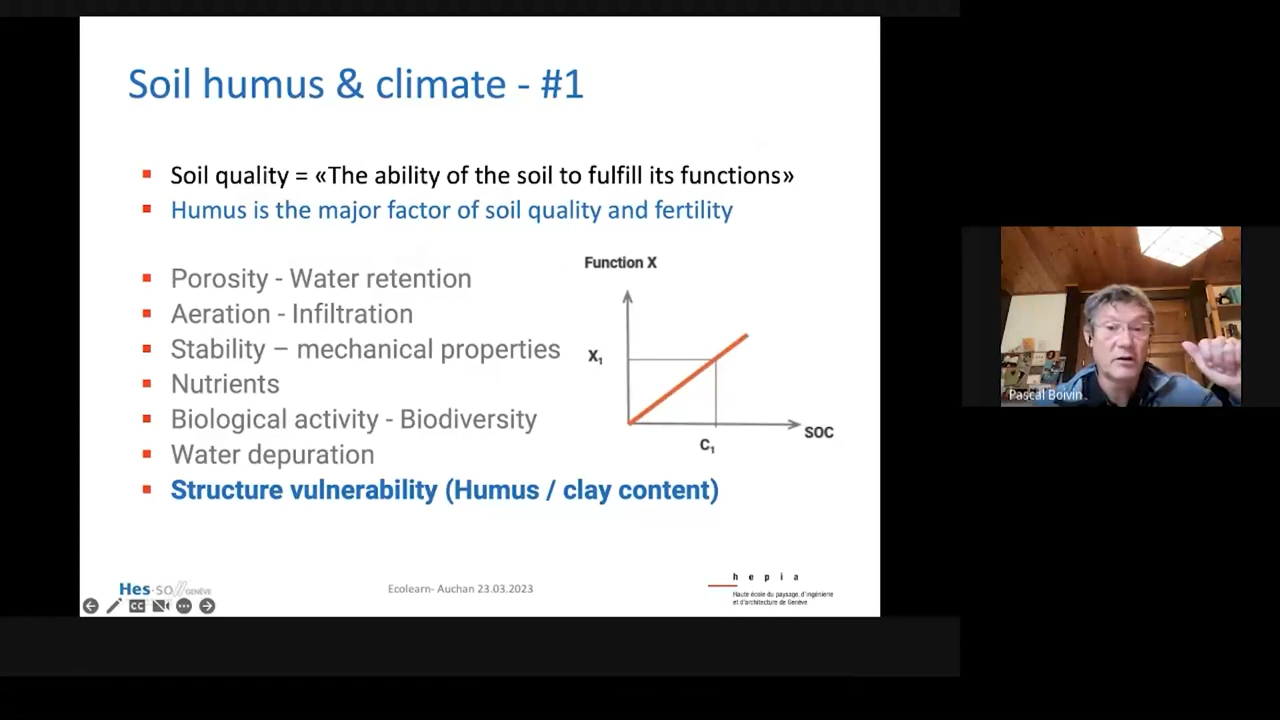 Soil humus & climate - #1
▪ Soil quality = «The ability of the soil to fulfill its functions»
▪ Humus is the major factor of soil quality and fertility
▪ Porosity - Water retention
▪ Aeration - Infiltration
▪ Stability – mechanical properties
▪ Nutrients
▪ Biological activity - Biodiversity
▪ Water depuration
▪ Structure vulnerability (Humus / clay content)
Function X
X₁
C₁
SOC
Pascal Boivin
Hes·SO GENÈVE
Ecolearn- Auchan 23.03.2023
h e p i a
Haute école du paysage, d'ingénierie
et d'architecture de Genève
CC